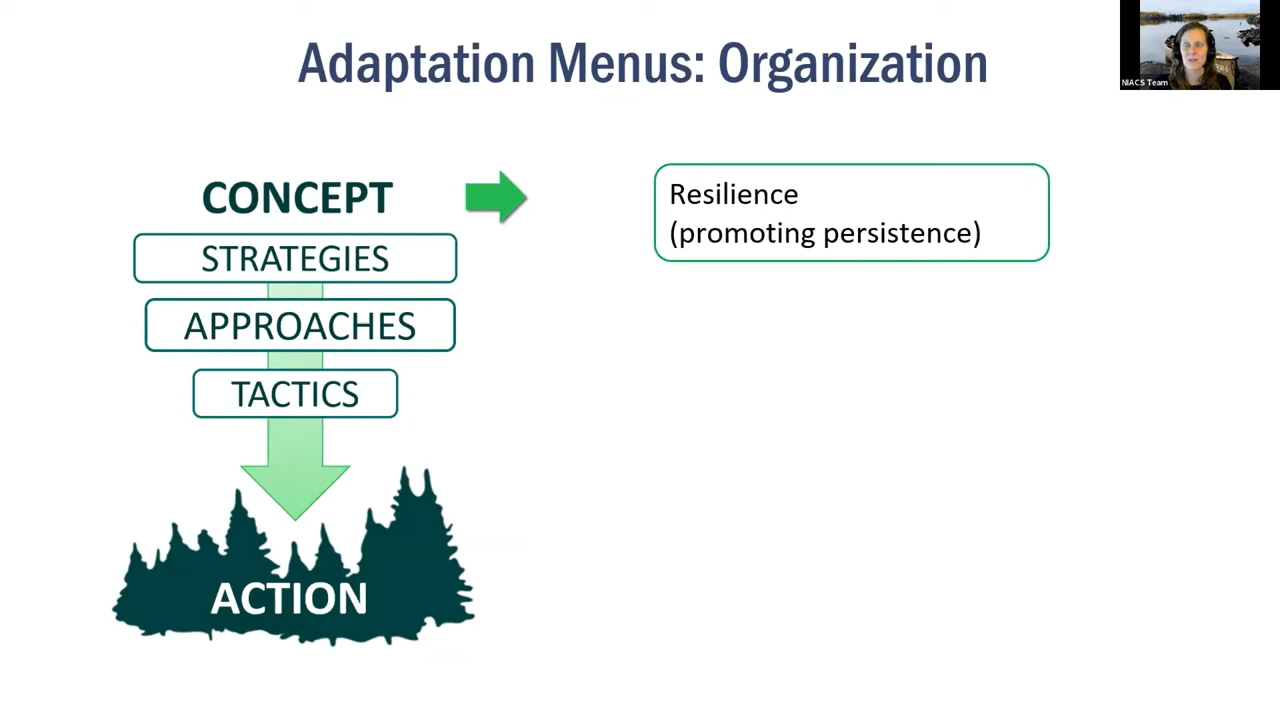 Adaptation Menus: Organization
NIACS Team
CONCEPT
Resilience
(promoting persistence)
STRATEGIES
APPROACHES
TACTICS
ACTION